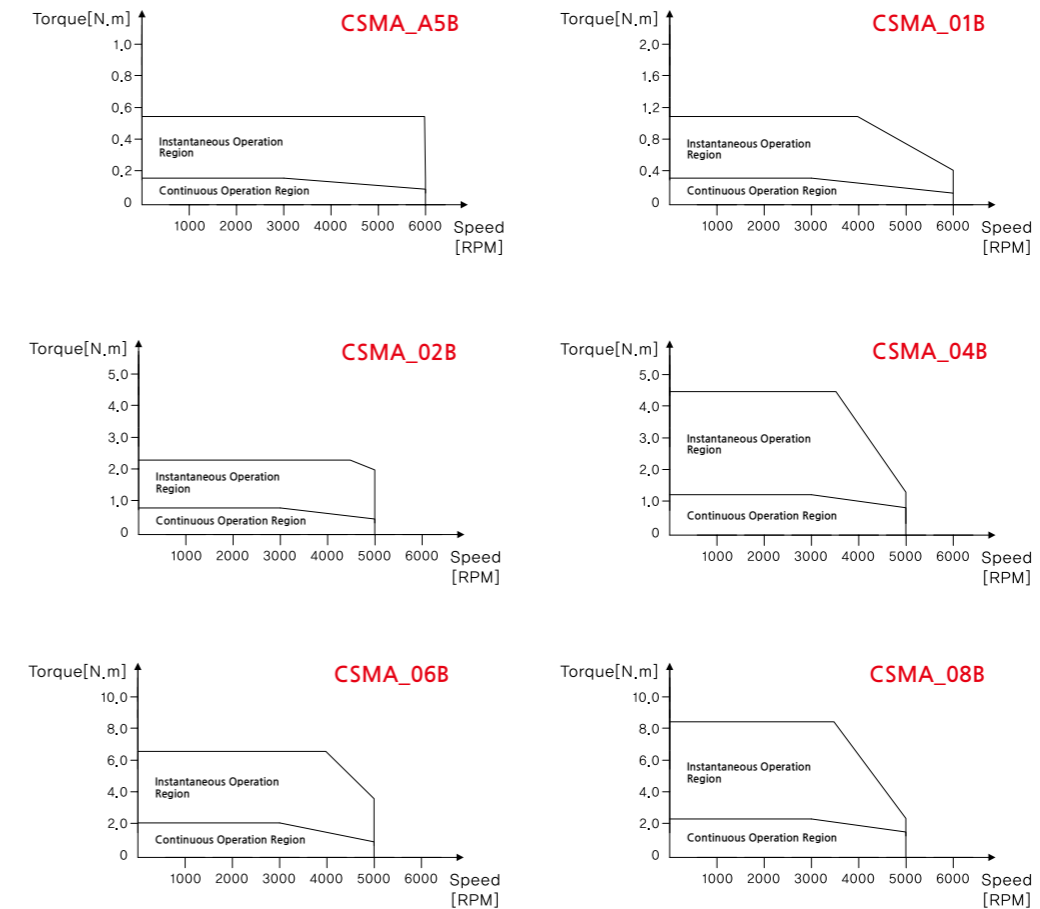 Torque[N.m]
CSMA_A5B
1.0
0.8
0.6
0.4
Instantaneous Operation
Region
0.2
Continuous Operation Region
0
1000 2000 3000 4000 5000 6000 Speed
[RPM]
Torque[N.m]
CSMA_01B
2.0
1.6
1.2
0.8
Instantaneous Operation
Region
0.4
Continuous Operation Region
0
1000 2000 3000 4000 5000 6000 Speed
[RPM]
Torque[N.m]
CSMA_02B
5.0
4.0
3.0
2.0
Instantaneous Operation
Region
1.0
Continuous Operation Region
0
1000 2000 3000 4000 5000 6000 Speed
[RPM]
Torque[N.m]
CSMA_04B
5.0
4.0
3.0
Instantaneous Operation
Region
2.0
1.0
Continuous Operation Region
0
1000 2000 3000 4000 5000 6000 Speed
[RPM]
Torque[N.m]
CSMA_06B
10.0
8.0
6.0
Instantaneous Operation
Region
4.0
2.0
Continuous Operation Region
0
1000 2000 3000 4000 5000 6000 Speed
[RPM]
Torque[N.m]
CSMA_08B
10.0
8.0
6.0
Instantaneous Operation
Region
4.0
2.0
Continuous Operation Region
0
1000 2000 3000 4000 5000 6000 Speed
[RPM]